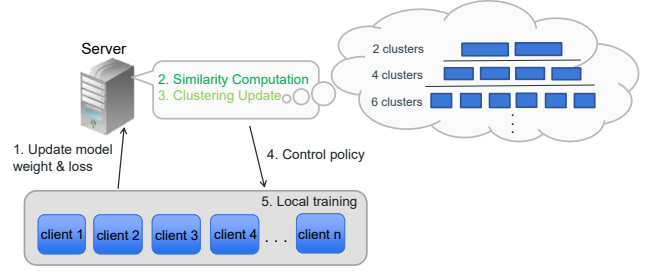 Server
2. Similarity Computation
3. Clustering Update
2 clusters
4 clusters
6 clusters
1. Update model
weight & loss
4. Control policy
5. Local training
client 1 client 2 client 3 client 4 . . . client n